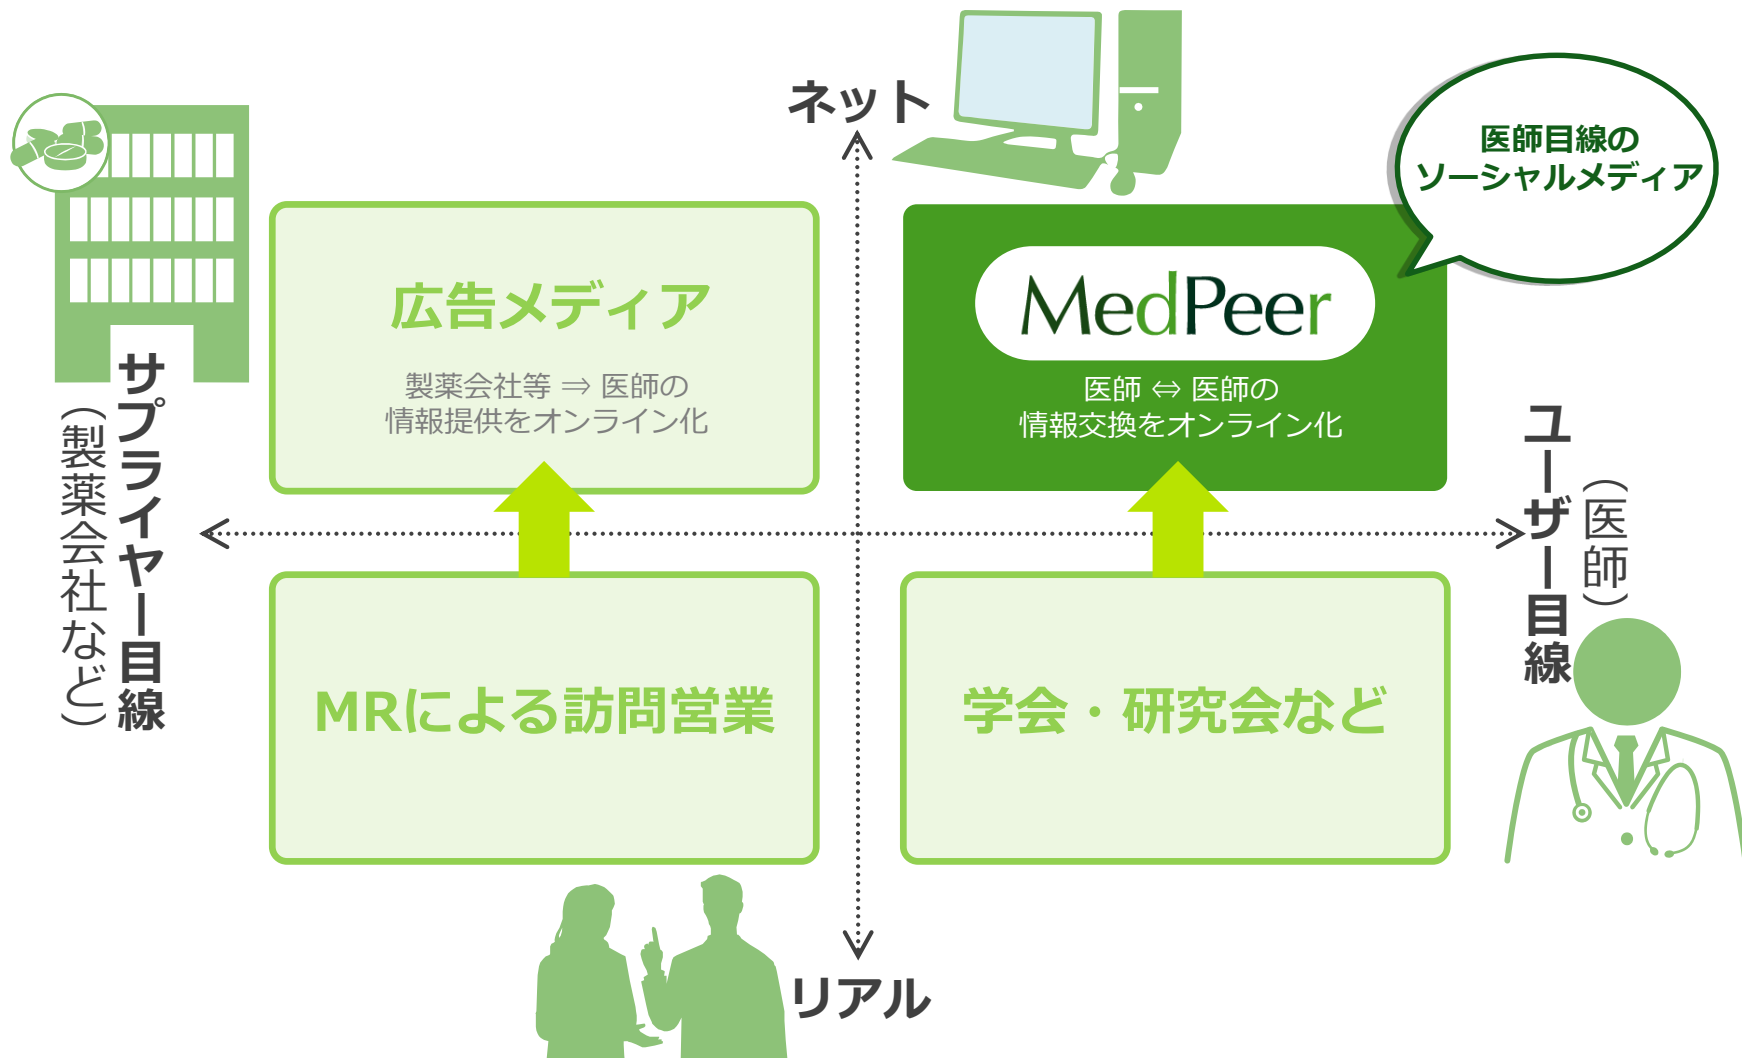 ネット
医師目線の
ソーシャルメディア
広告メディア
製薬会社等 ⇒ 医師の
情報提供をオンライン化
MedPeer
医師 ⇔ 医師の
情報交換をオンライン化
サプライヤー目線
（製薬会社など）
ユーザー目線
（医師）
MRによる訪問営業
学会・研究会など
リアル